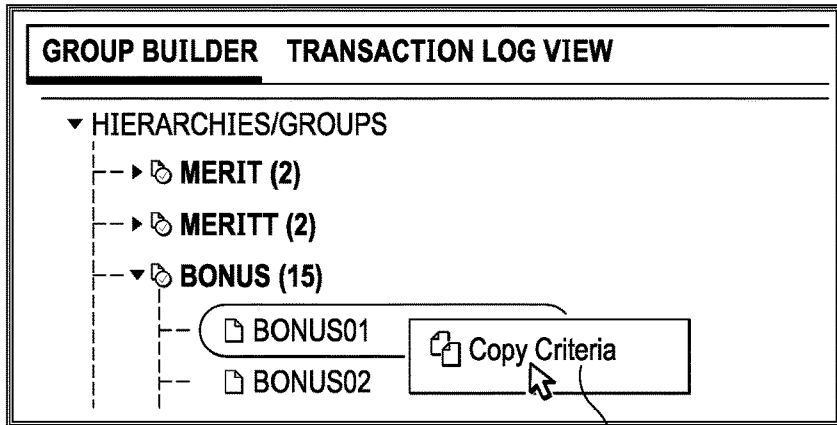 GROUP BUILDER TRANSACTION LOG VIEW
HIERARCHIES/GROUPS
MERIT (2)
MERITT (2)
BONUS (15)
BONUS01
Copy Criteria
BONUS02